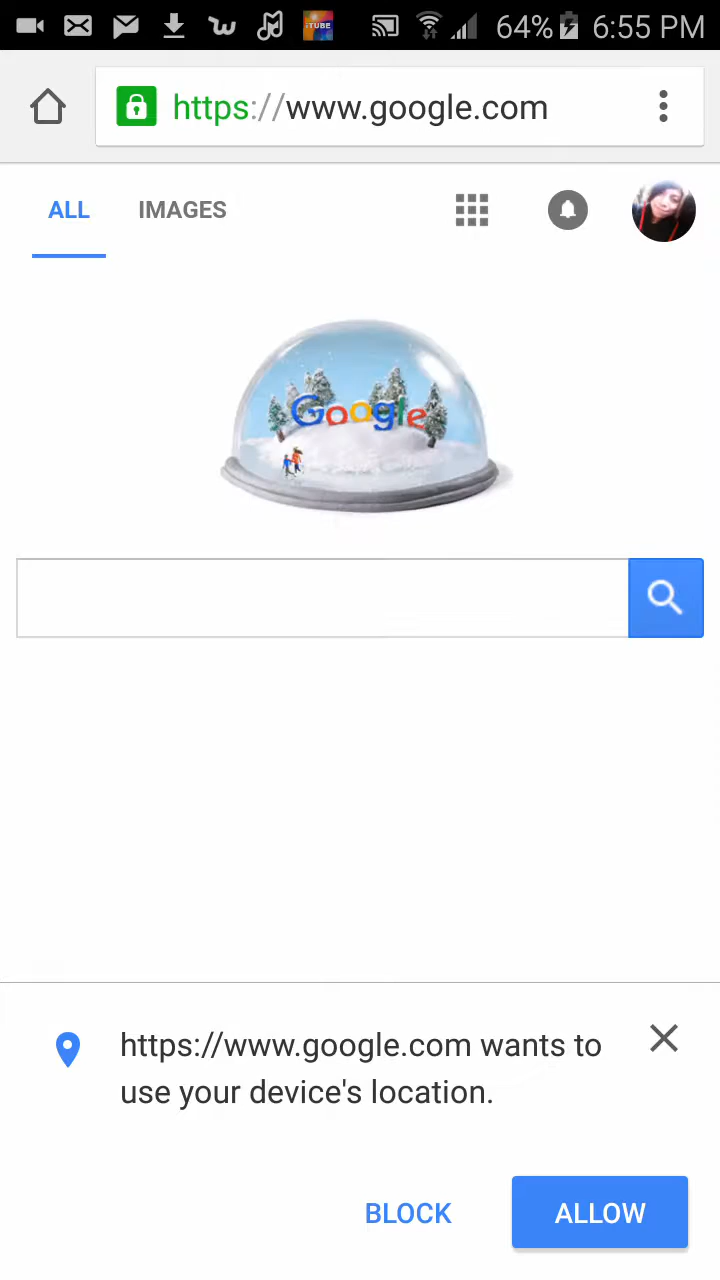 iTUBE 64% 6:55 PM
https://www.google.com
ALL IMAGES
Google
https://www.google.com wants to
use your device's location.
BLOCK ALLOW